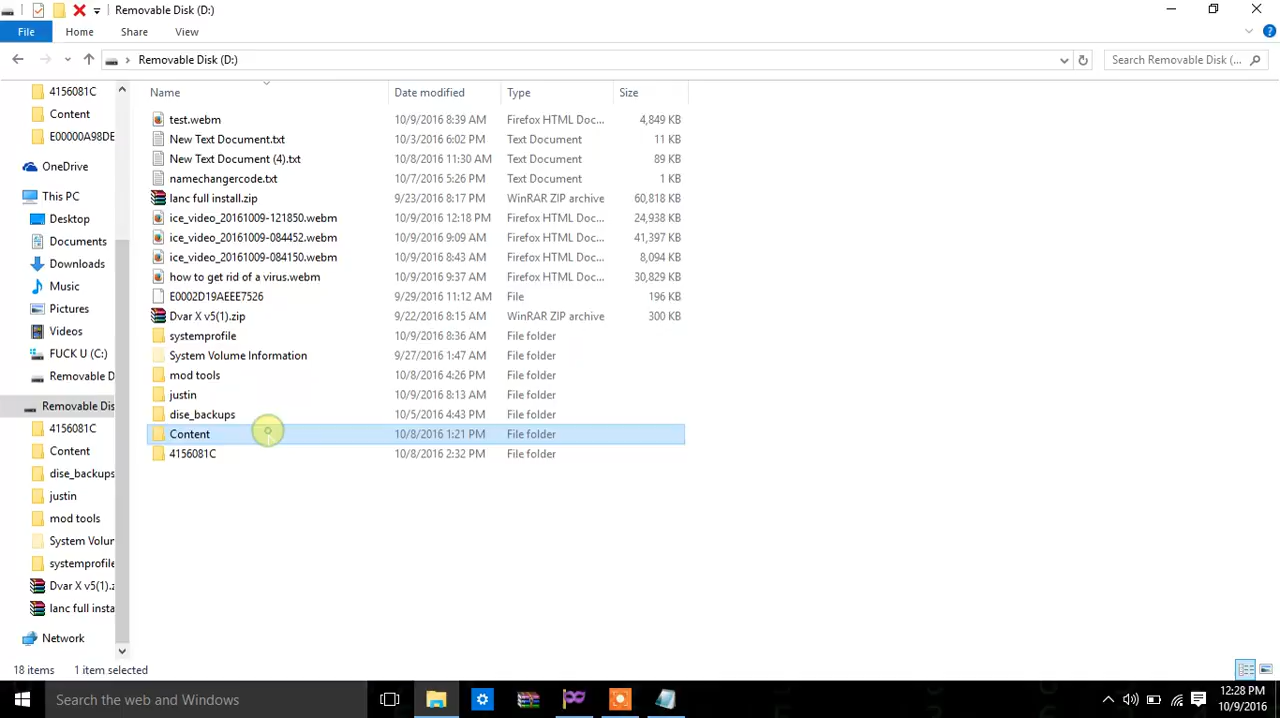 Removable Disk (D:)
File Home Share View
Removable Disk (D:) Search Removable Disk (...
4156081C
Content
E00000A98DE
OneDrive
This PC
Desktop
Documents
Downloads
Music
Pictures
Videos
FUCK U (C:)
Removable D
Removable Dis
4156081C
Content
dise_backups
justin
mod tools
System Volur
systemprofile
Dvar X v5(1).z
lanc full insta
Network
Name Date modified Type Size
test.webm 10/9/2016 8:39 AM Firefox HTML Doc... 4,849 KB
New Text Document.txt 10/3/2016 6:02 PM Text Document 11 KB
New Text Document (4).txt 10/8/2016 11:30 AM Text Document 89 KB
namechangercode.txt 10/7/2016 5:26 PM Text Document 1 KB
lanc full install.zip 9/23/2016 8:17 PM WinRAR ZIP archive 60,818 KB
ice_video_20161009-121850.webm 10/9/2016 12:18 PM Firefox HTML Doc... 24,938 KB
ice_video_20161009-084452.webm 10/9/2016 9:09 AM Firefox HTML Doc... 41,397 KB
ice_video_20161009-084150.webm 10/9/2016 8:43 AM Firefox HTML Doc... 8,094 KB
how to get rid of a virus.webm 10/9/2016 9:37 AM Firefox HTML Doc... 30,829 KB
E0002D19AEEE7526 9/29/2016 11:12 AM File 196 KB
Dvar X v5(1).zip 9/22/2016 8:15 AM WinRAR ZIP archive 300 KB
systemprofile 10/9/2016 8:36 AM File folder
System Volume Information 9/27/2016 1:47 AM File folder
mod tools 10/8/2016 4:26 PM File folder
justin 10/9/2016 8:13 AM File folder
dise_backups 10/5/2016 4:43 PM File folder
Content 10/8/2016 1:21 PM File folder
4156081C 10/8/2016 2:32 PM File folder
18 items 1 item selected
Search the web and Windows
12:28 PM
10/9/2016